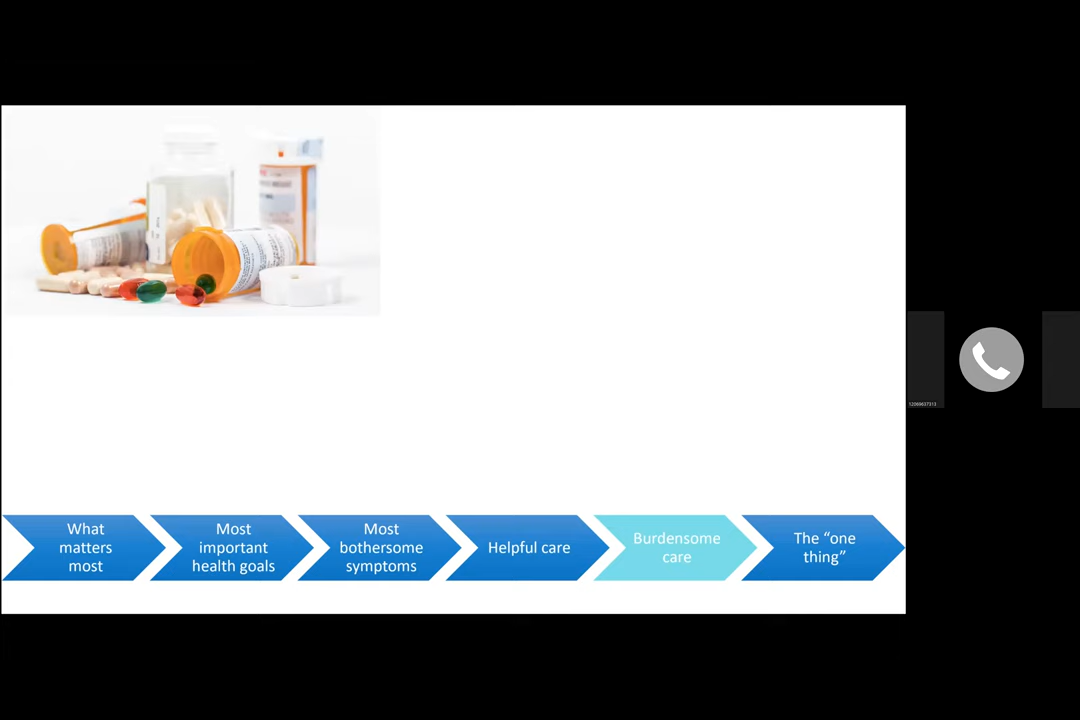 What
matters
most
Most
important
health goals
Most
bothersome
symptoms
Helpful care
Burdensome
care
The “one
thing”